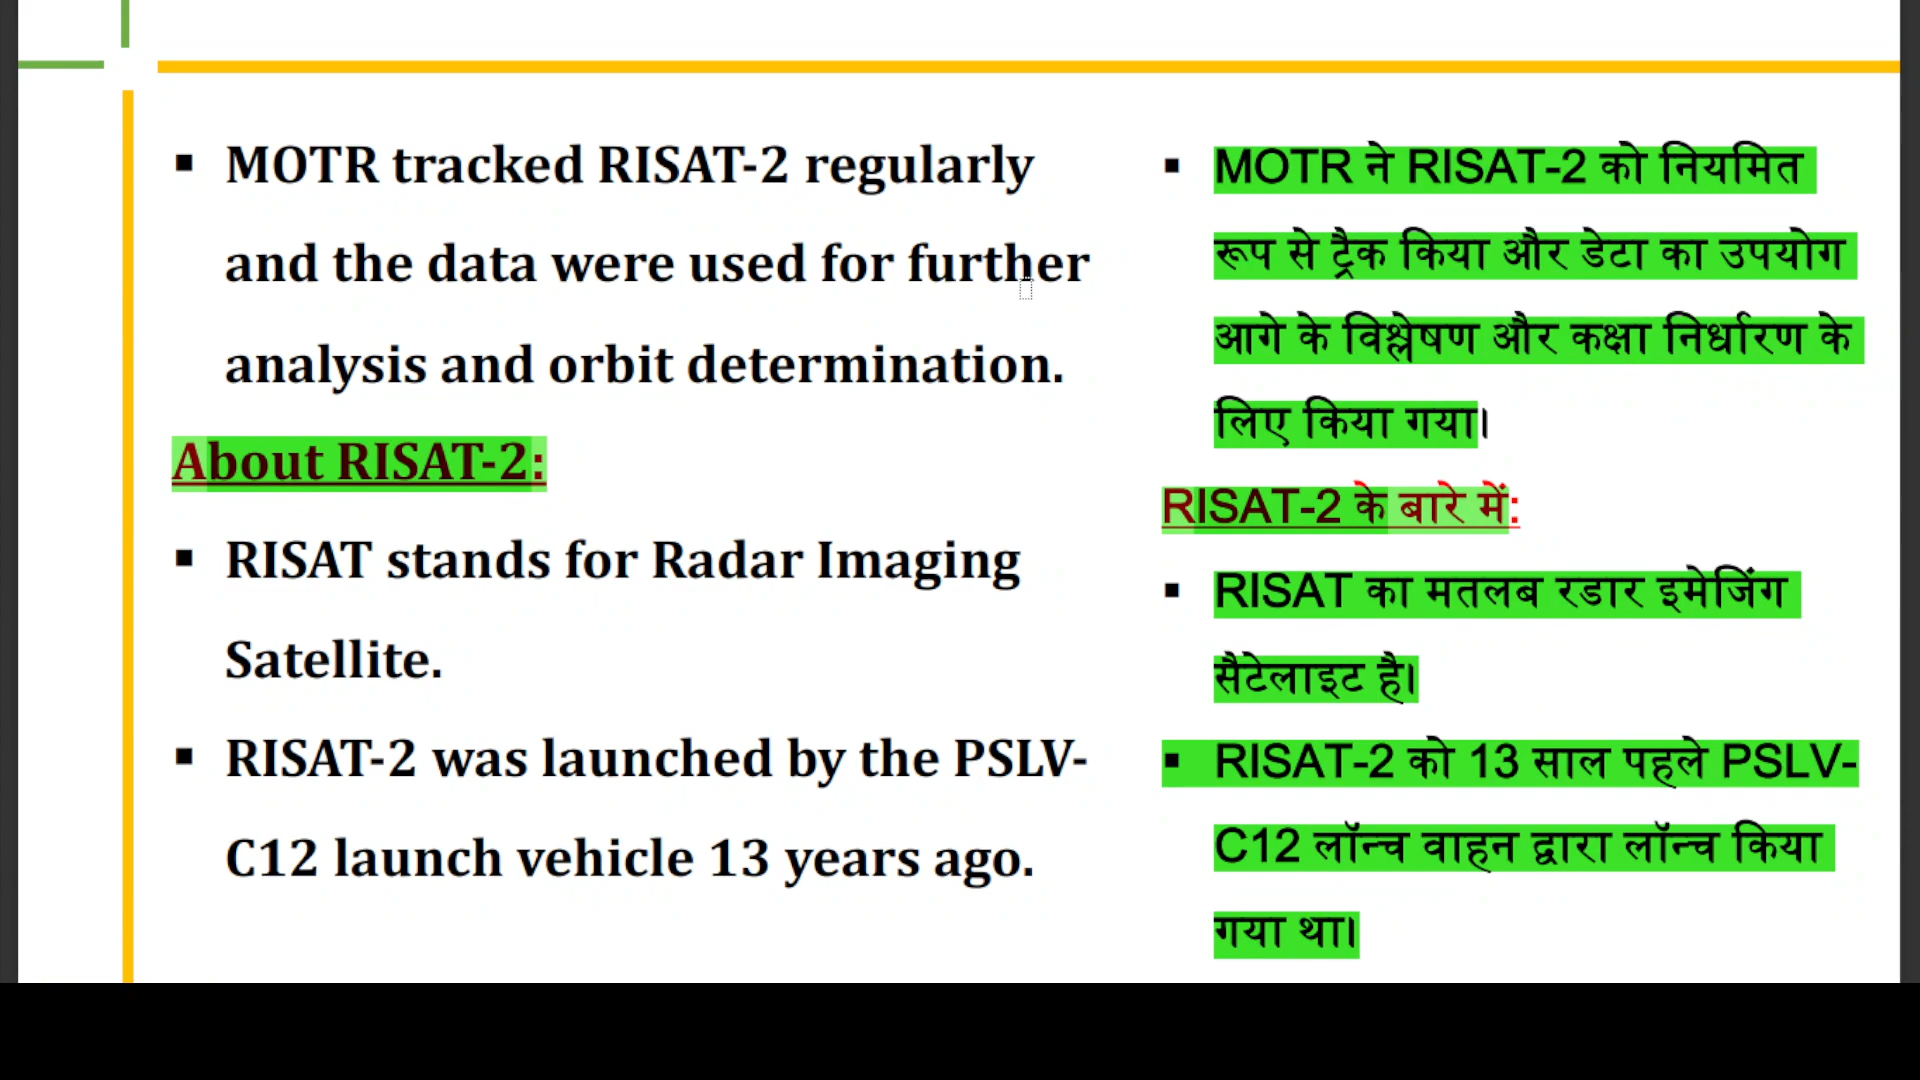 ▪ MOTR tracked RISAT-2 regularly
and the data were used for further
analysis and orbit determination.
About RISAT-2:
▪ RISAT stands for Radar Imaging
Satellite.
▪ RISAT-2 was launched by the PSLV-
C12 launch vehicle 13 years ago.
▪ MOTR ने RISAT-2 को नियमित
रूप से ट्रैक किया और डेटा का उपयोग
आगे के विश्लेषण और कक्षा निर्धारण के
लिए किया गया।
RISAT-2 के बारे में:
▪ RISAT का मतलब रडार इमेजिंग
सैटेलाइट है।
▪ RISAT-2 को 13 साल पहले PSLV-
C12 लॉन्च वाहन द्वारा लॉन्च किया
गया था।